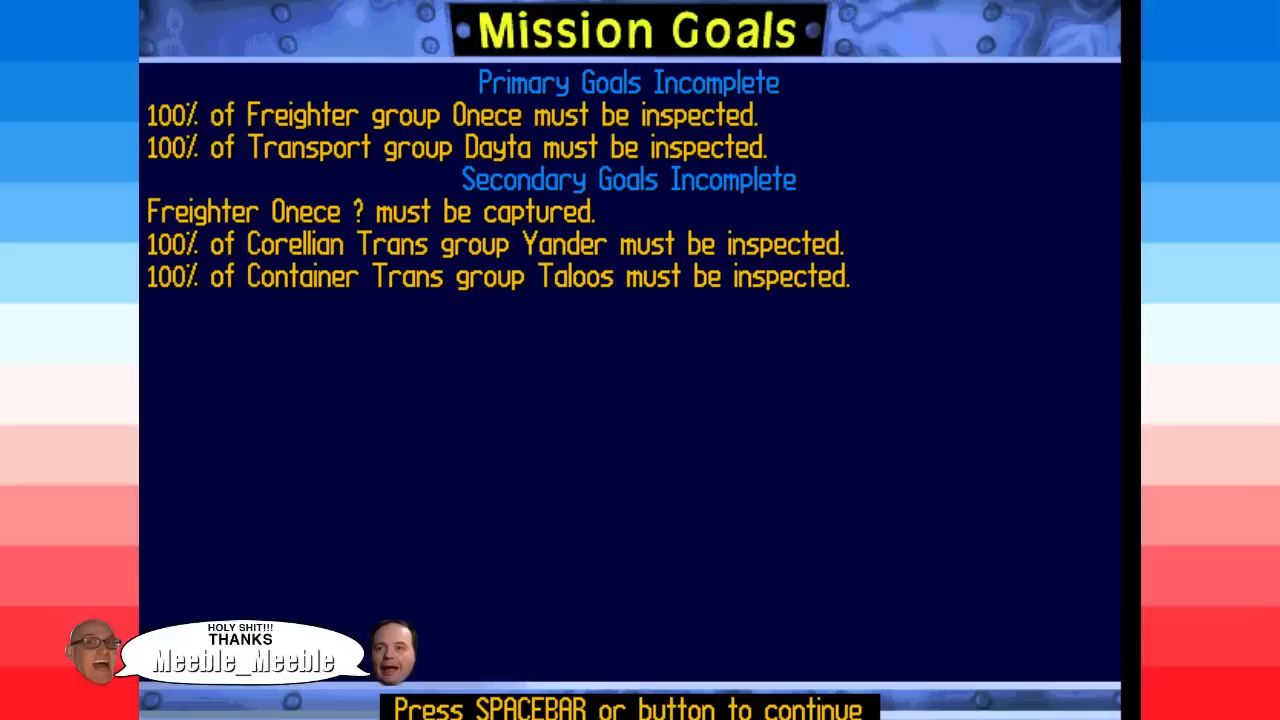 Mission Goals
Primary Goals Incomplete
100% of Freighter group Onece must be inspected.
100% of Transport group Dayta must be inspected.
Secondary Goals Incomplete
Freighter Onece ? must be captured.
100% of Corellian Trans group Yander must be inspected.
100% of Container Trans group Taloos must be inspected.
HOLY SHIT!!!
THANKS
Meeble_Meeble
Press SPACEBAR or button to continue